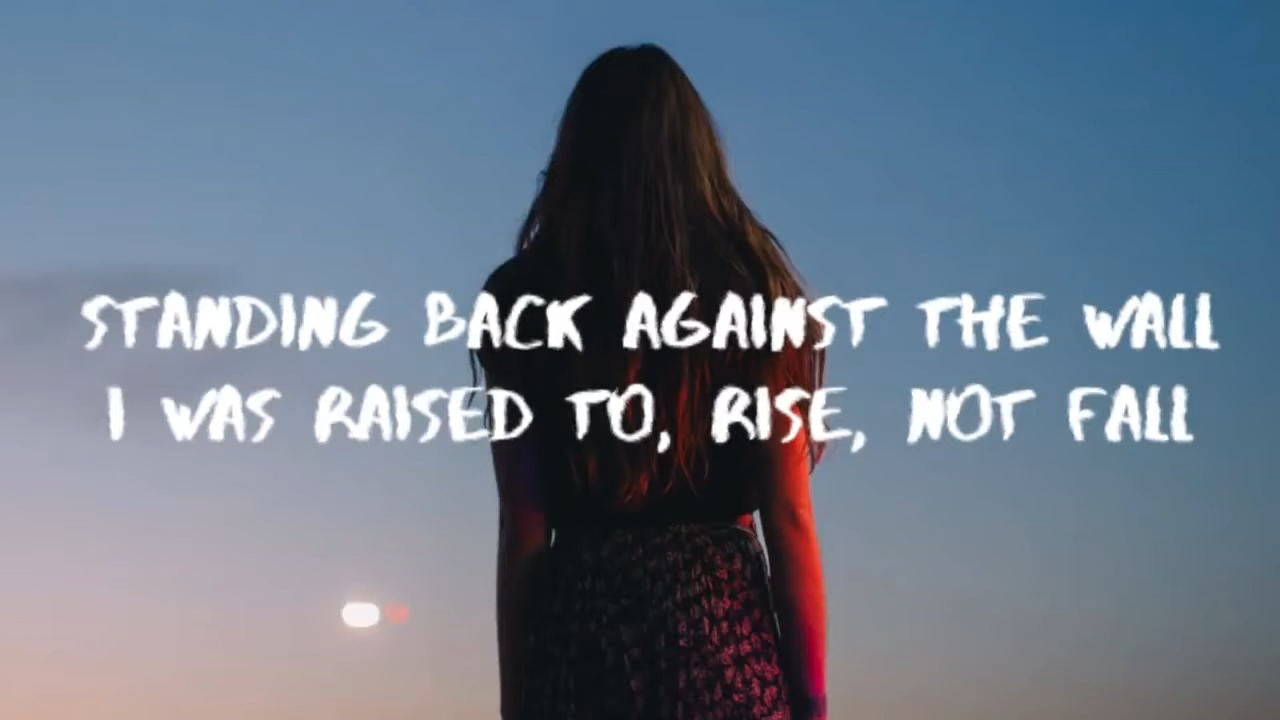 STANDING BACK AGAINST THE WALL
I WAS RAISED TO, RISE, NOT FALL